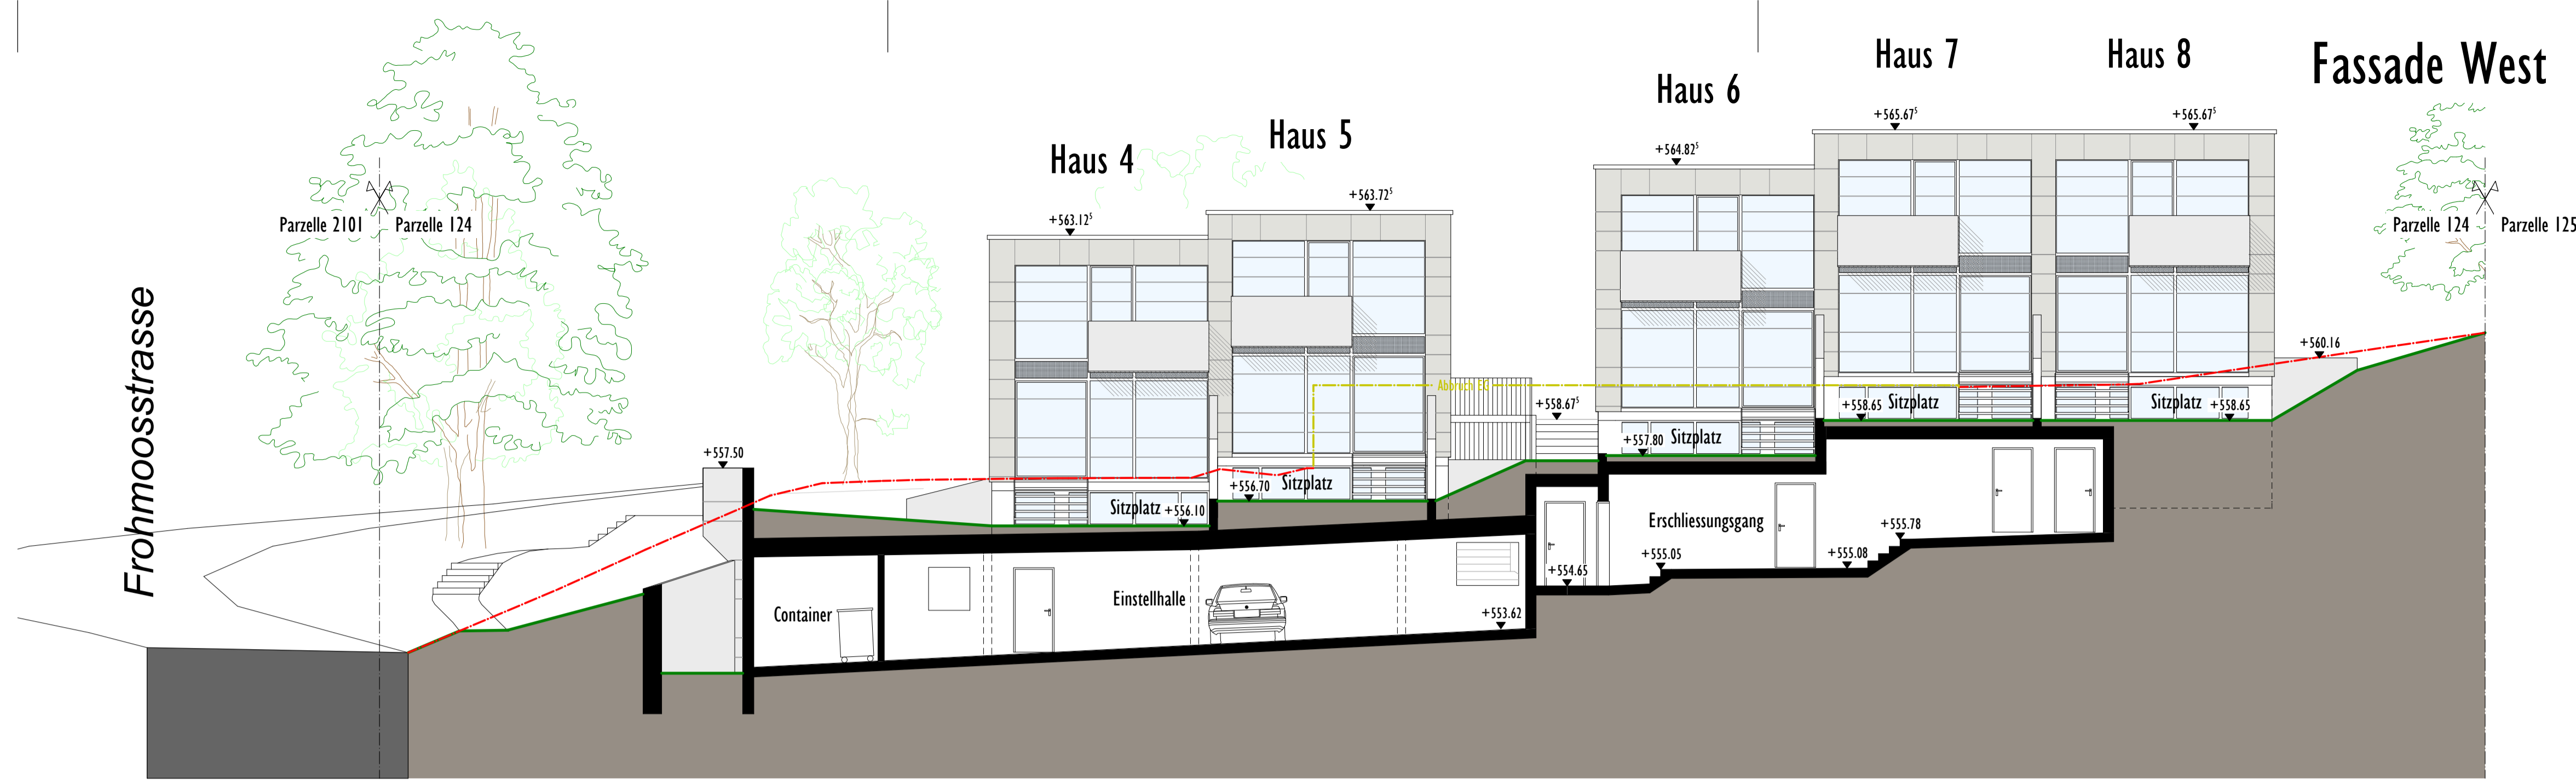 Fassade West
Haus 4
Haus 5
Haus 6
Haus 7
Haus 8
+563.12⁵
+563.72⁵
+564.82⁵
+565.67⁵
+565.67⁵
Parzelle 2101
Parzelle 124
Parzelle 124
Parzelle 125
Frohmoosstrasse
+560.16
Abbruch EG
+558.67⁵
+558.65
Sitzplatz
Sitzplatz
+558.65
+557.80
Sitzplatz
+557.50
+556.70
Sitzplatz
Sitzplatz
+556.10
Erschliessungsgang
+555.78
+555.05
+555.08
+554.65
Container
Einstellhalle
+553.62